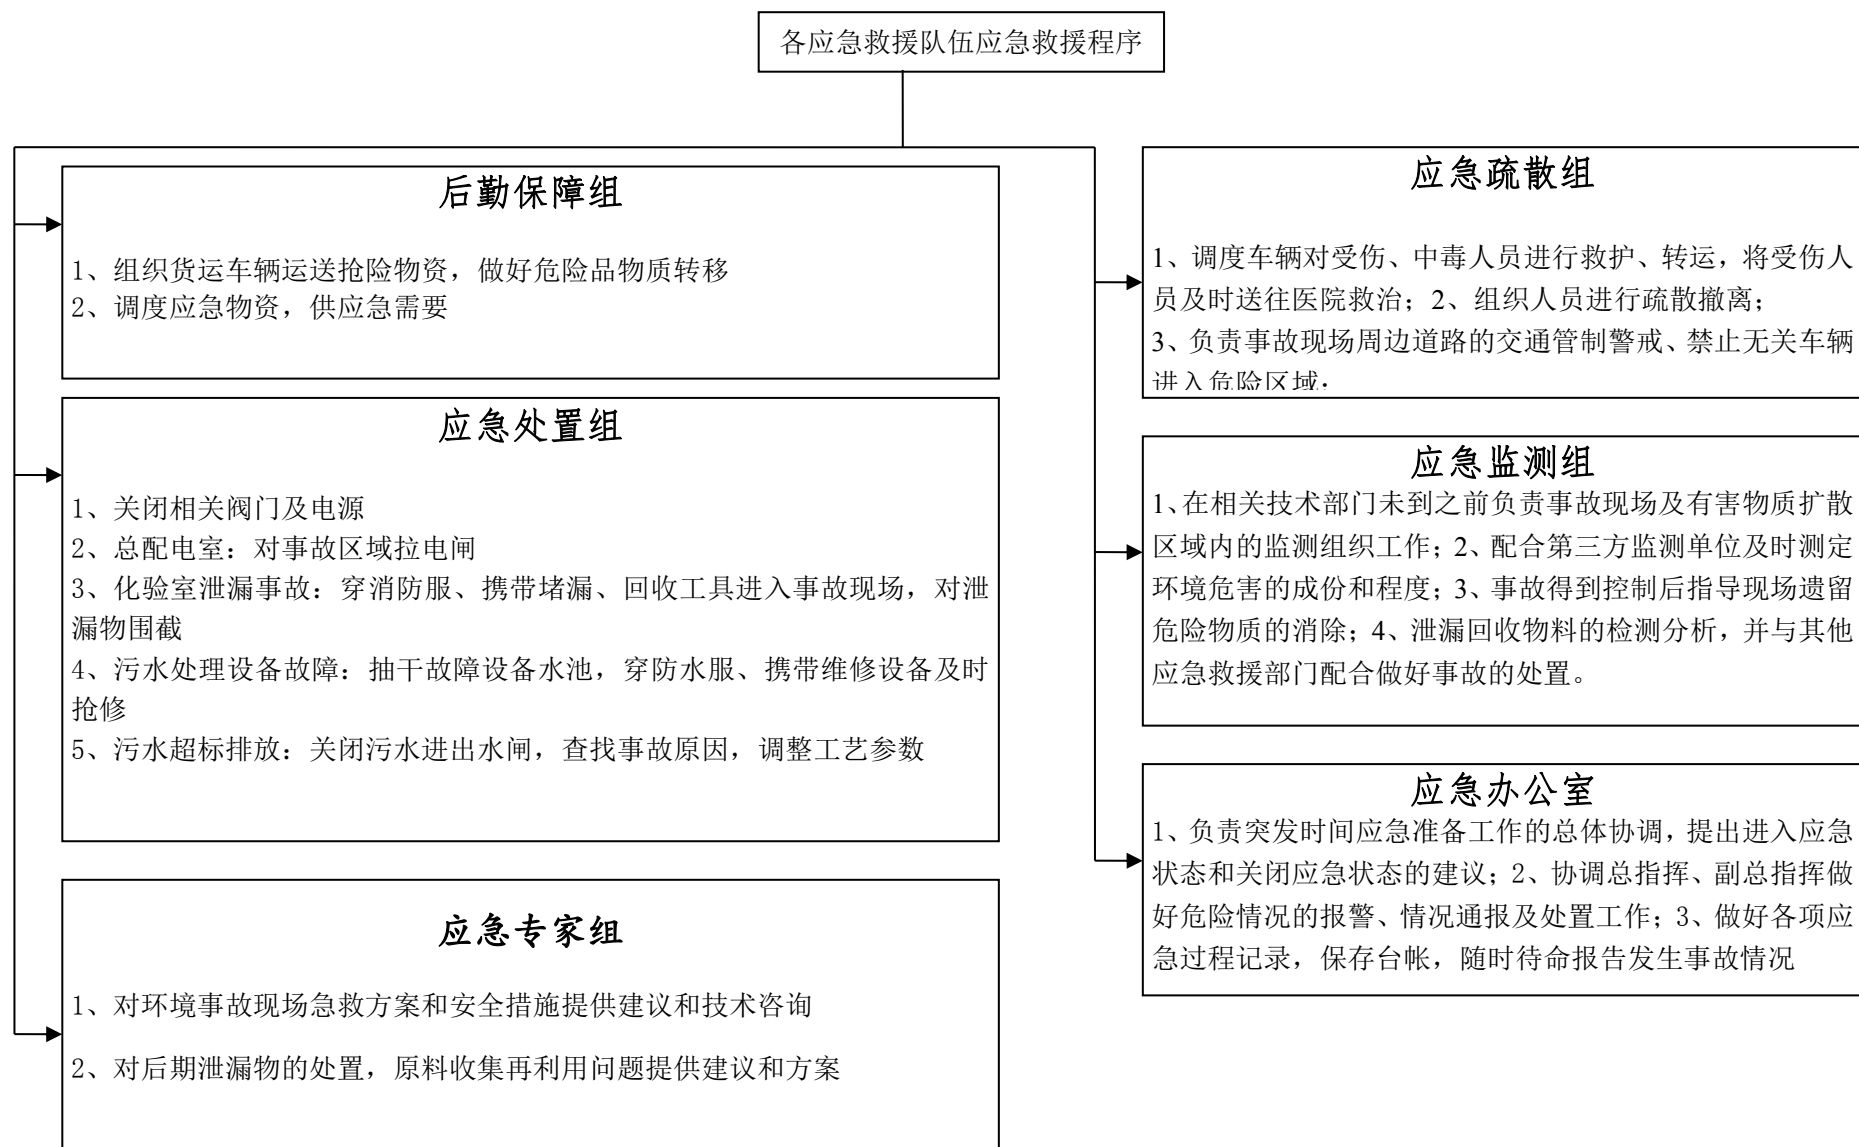 各应急救援队伍应急救援程序
后勤保障组
1、组织货运车辆运送抢险物资，做好危险品物质转移
2、调度应急物资，供应急需要
应急处置组
1、关闭相关阀门及电源
2、总配电室：对事故区域拉电闸
3、化验室泄漏事故：穿消防服、携带堵漏、回收工具进入事故现场，对泄
漏物围截
4、污水处理设备故障：抽干故障设备水池，穿防水服、携带维修设备及时
抢修
5、污水超标排放：关闭污水进出水闸，查找事故原因，调整工艺参数
应急专家组
1、对环境事故现场急救方案和安全措施提供建议和技术咨询
2、对后期泄漏物的处置，原料收集再利用问题提供建议和方案
应急疏散组
1、调度车辆对受伤、中毒人员进行救护、转运，将受伤人
员及时送往医院救治；2、组织人员进行疏散撤离；
3、负责事故现场周边道路的交通管制警戒、禁止无关车辆
进入危险区域；
应急监测组
1、在相关技术部门未到之前负责事故现场及有害物质扩散
区域内的监测组织工作；2、配合第三方监测单位及时测定
环境危害的成份和程度；3、事故得到控制后指导现场遗留
危险物质的消除；4、泄漏回收物料的检测分析，并与其他
应急救援部门配合做好事故的处置。
应急办公室
1、负责突发时间应急准备工作的总体协调，提出进入应急
状态和关闭应急状态的建议；2、协调总指挥、副总指挥做
好危险情况的报警、情况通报及处置工作；3、做好各项应
急过程记录，保存台帐，随时待命报告发生事故情况